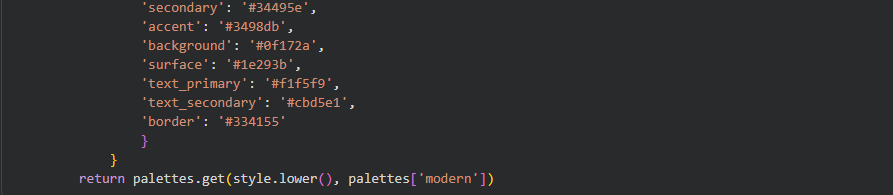 'secondary': '#34495e',
'accent': '#3498db',
'background': '#0f172a',
'surface': '#1e293b',
'text_primary': '#f1f5f9',
'text_secondary': '#cbd5e1',
'border': '#334155'
}
}
return palettes.get(style.lower(), palettes['modern'])